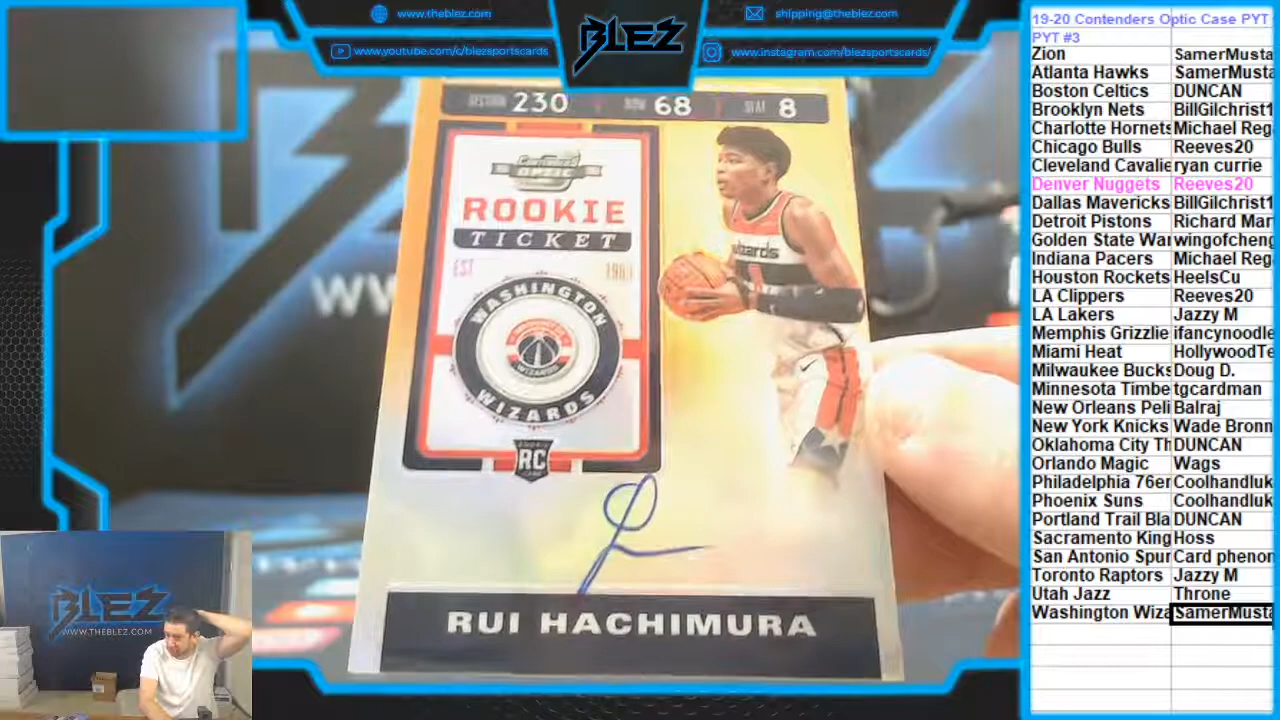 www.theblez.com
shipping@theblez.com
www.youtube.com/c/blezsportscards
www.instagram.com/blezsportscards/
BLEZ
SECTION 230 ROW 68 SEAT 8
Contenders
OPTIC
ROOKIE
TICKET
EST 1961
WASHINGTON
WIZARDS
WIZARDS
RC
wizards
RUI HACHIMURA
WW
BLEZ
WWW.THEBLEZ.COM
19-20 Contenders Optic Case PYT
PYT #3
Zion SamerMusta
Atlanta Hawks SamerMusta
Boston Celtics DUNCAN
Brooklyn Nets BillGilchrist1
Charlotte Hornets Michael Reg
Chicago Bulls Reeves20
Cleveland Cavalie ryan currie
Denver Nuggets Reeves20
Dallas Mavericks BillGilchrist1
Detroit Pistons Richard Mar
Golden State War wingofcheng
Indiana Pacers Michael Reg
Houston Rockets HeelsCu
LA Clippers Reeves20
LA Lakers Jazzy M
Memphis Grizzlie ifancynoodle
Miami Heat HollywoodTe
Milwaukee Bucks Doug D.
Minnesota Timbe tgcardman
New Orleans Peli Balraj
New York Knicks Wade Bronn
Oklahoma City Th DUNCAN
Orlando Magic Wags
Philadelphia 76er Coolhandluk
Phoenix Suns Coolhandluk
Portland Trail Bla DUNCAN
Sacramento King Hoss
San Antonio Spur Card phenom
Toronto Raptors Jazzy M
Utah Jazz Throne
Washington Wiza SamerMusta